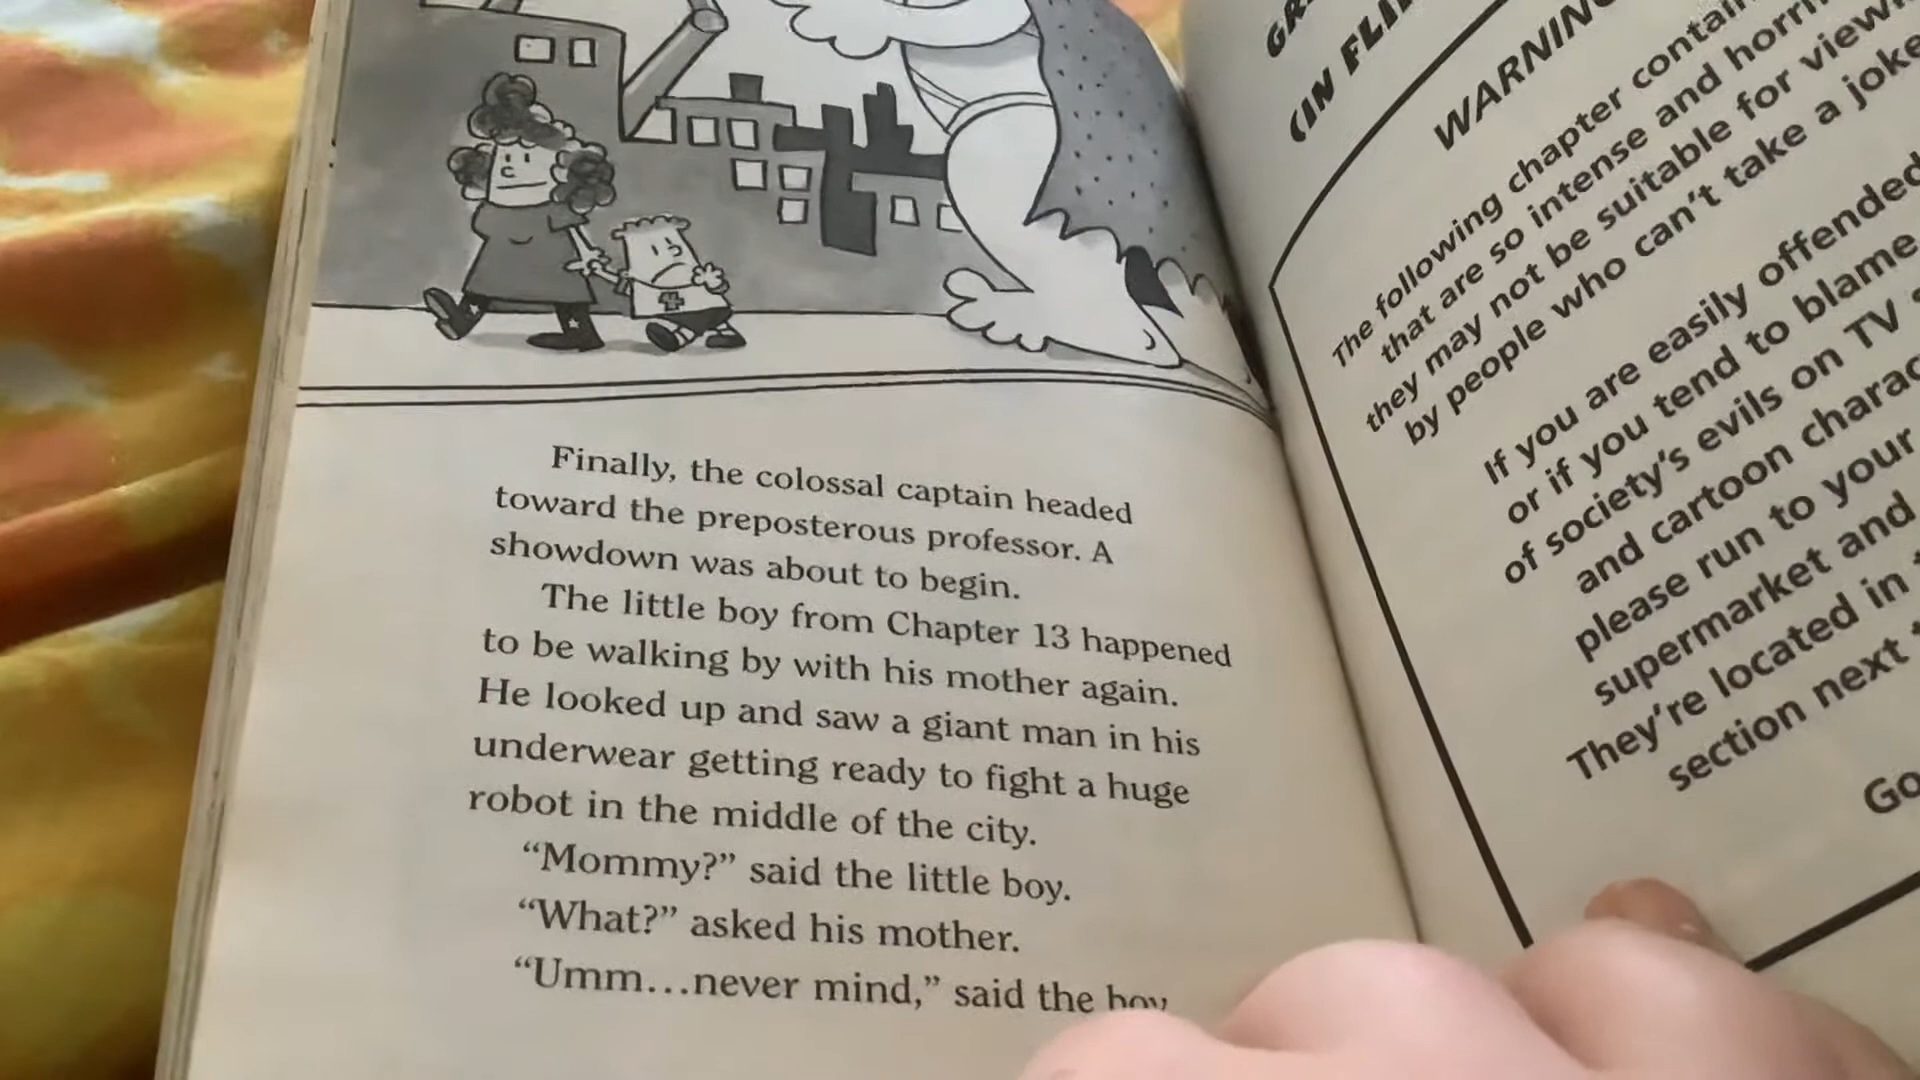 Finally, the colossal captain headed
toward the preposterous professor. A
showdown was about to begin.
The little boy from Chapter 13 happened
to be walking by with his mother again.
He looked up and saw a giant man in his
underwear getting ready to fight a huge
robot in the middle of the city.
“Mommy?” said the little boy.
“What?” asked his mother.
“Umm...never mind,” said the boy
(IN
WARNING
The following chapter
that are so intense and
they may not be suitable for
by people who can't take a joke
If you are easily offended
or if you tend to blame
of society's evils on TV
and cartoon
please run to your
supermarket and
They're located in
section next